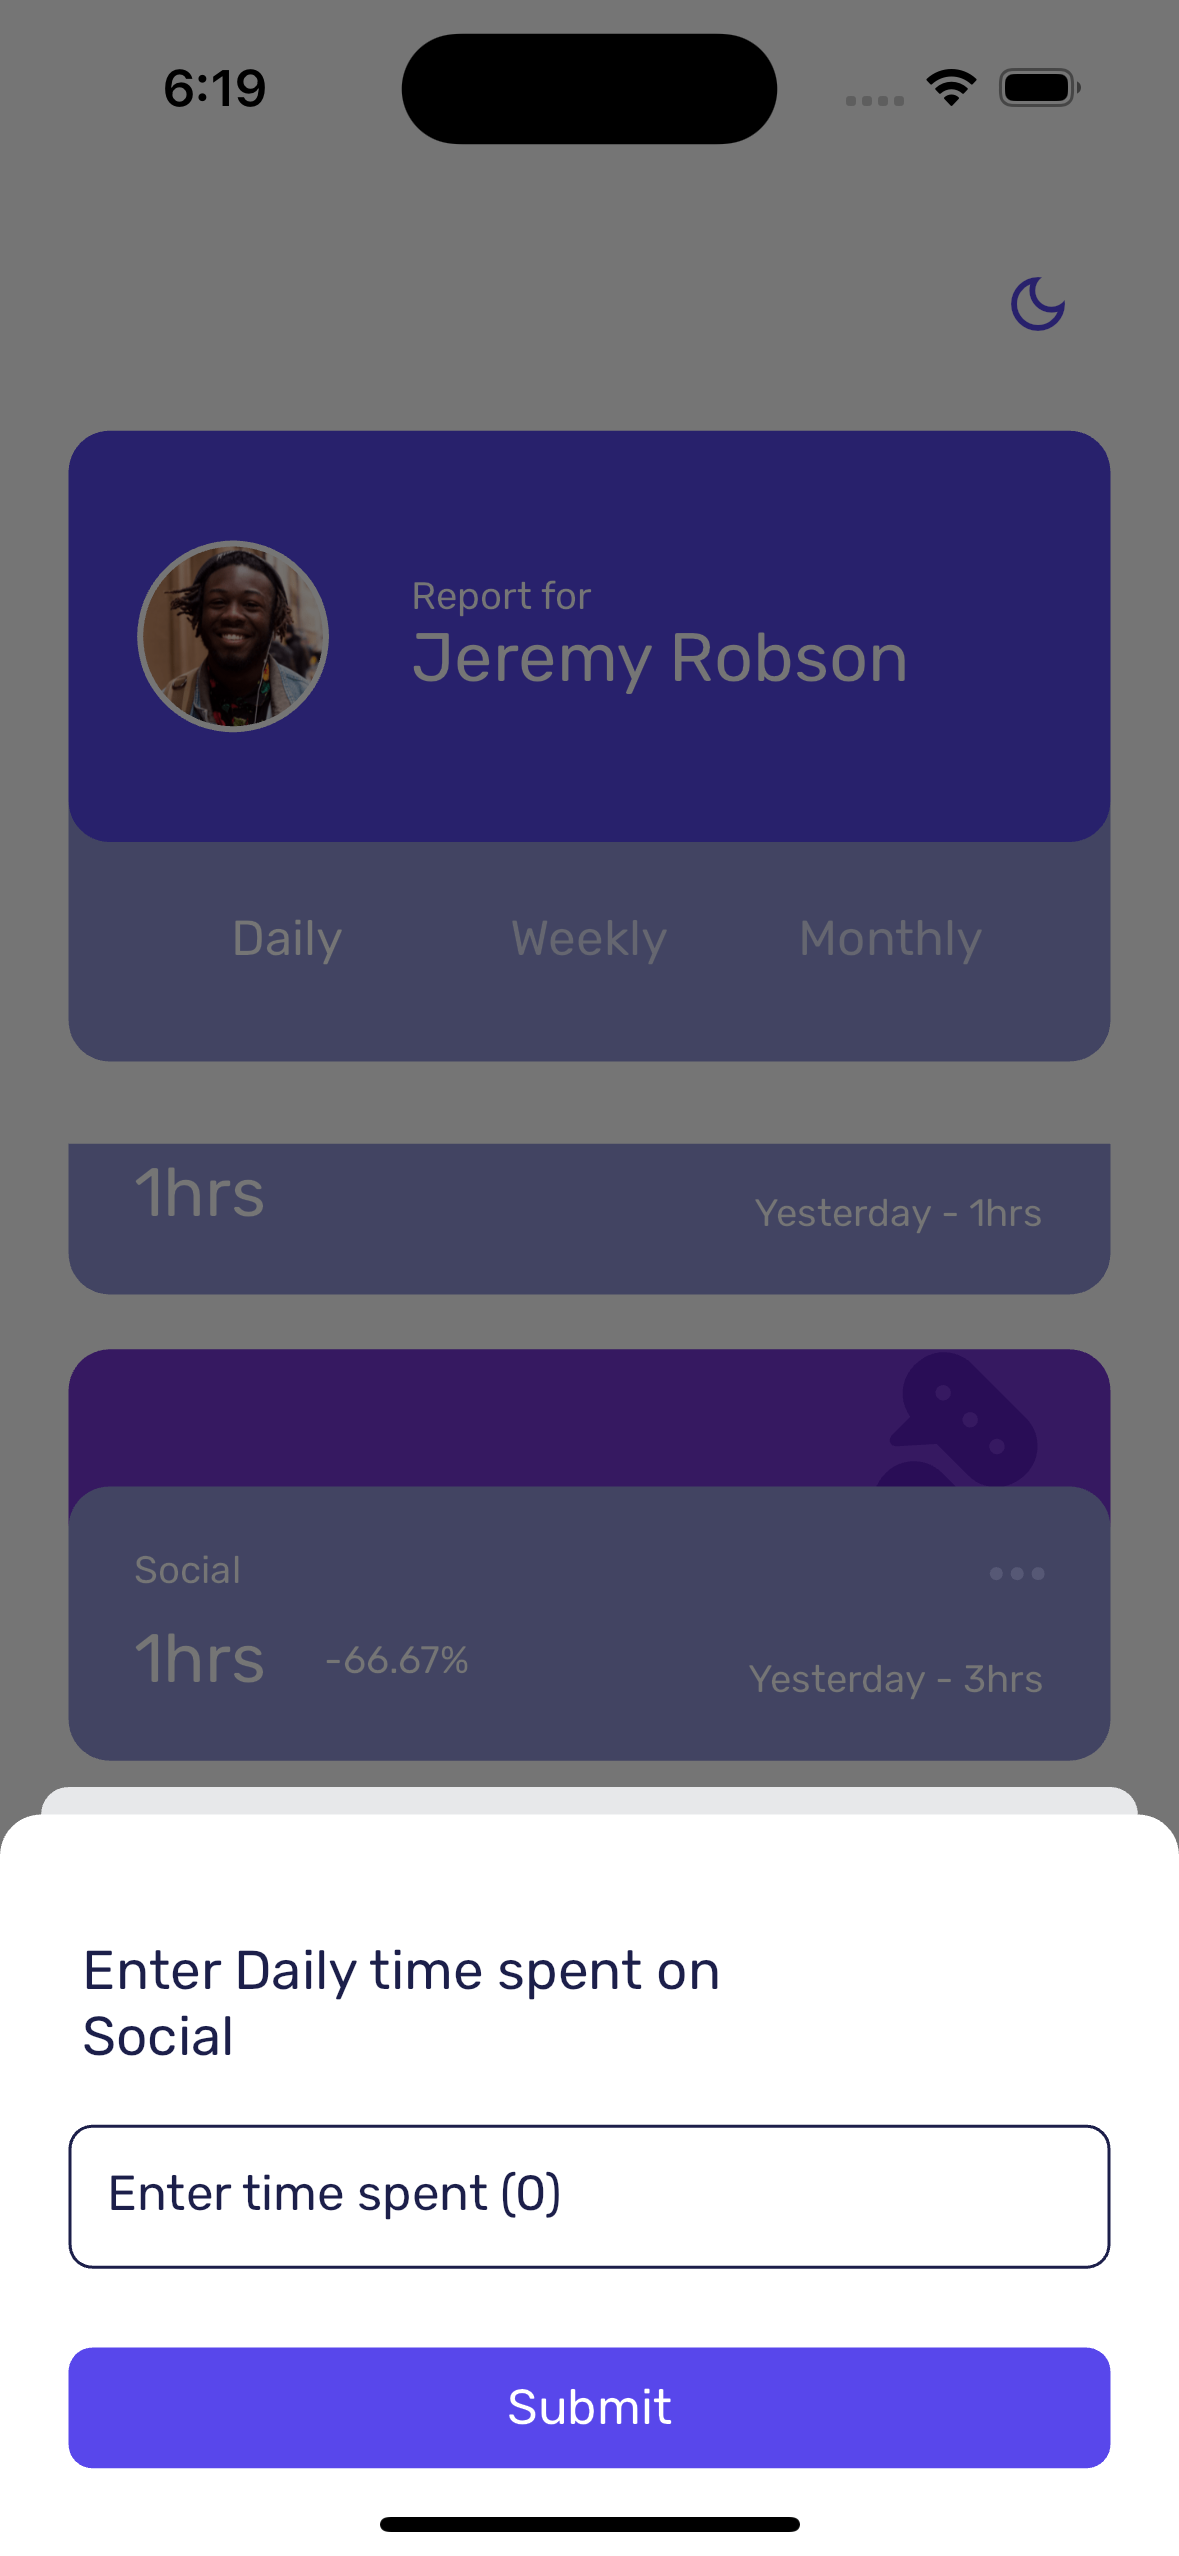 6:19
Report for
Jeremy Robson
Daily Weekly Monthly
1hrs Yesterday - 1hrs
Social
1hrs -66.67% Yesterday - 3hrs
Enter Daily time spent on
Social
Enter time spent (0)
Submit